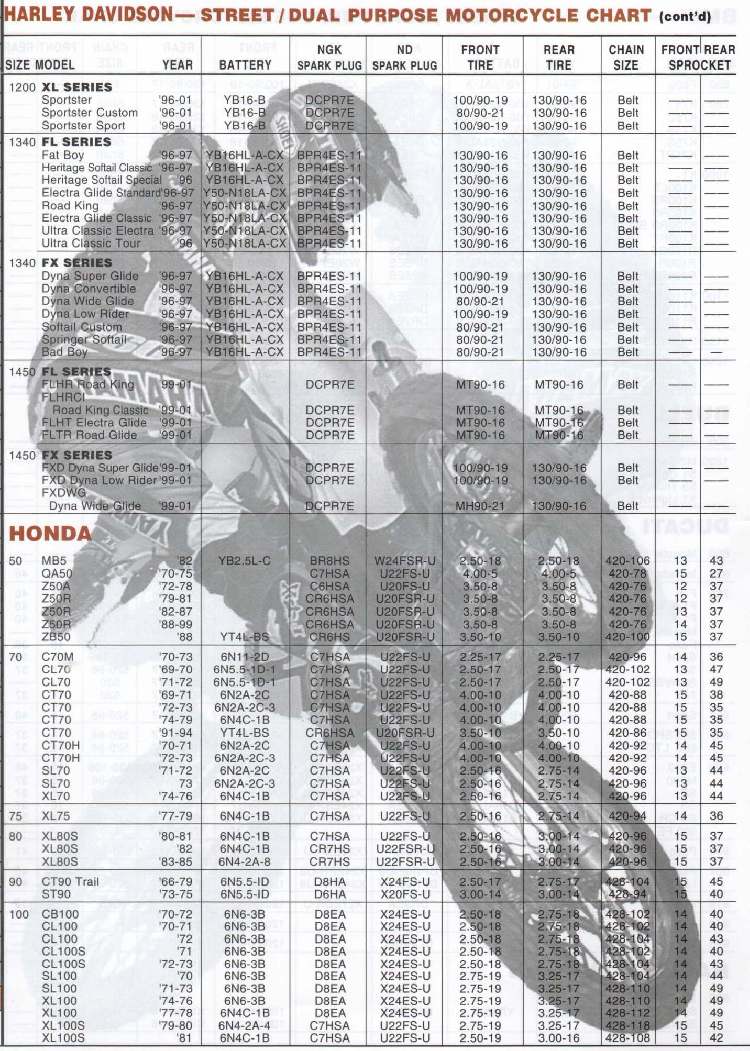 HARLEY DAVIDSON— STREET/DUAL PURPOSE MOTORCYCLE CHART (cont'd)
NGK ND FRONT REAR CHAIN FRONT REAR
SIZE MODEL YEAR BATTERY SPARK PLUG SPARK PLUG TIRE TIRE SIZE SPROCKET
1200 XL SERIES
Sportster '96-01 YB16-B DCPR7E 100/90-19 130/90-16 Belt —— ——
Sportster Custom '96-01 YB16-B DCPR7E 80/90-21 130/90-16 Belt —— ——
Sportster Sport '96-01 YB16-B DCPR7E 100/90-19 130/90-16 Belt —— ——
1340 FL SERIES
Fat Boy '96-97 YB16HL-A-CX BPR4ES-11 130/90-16 130/90-16 Belt —— ——
Heritage Softail Classic '96-97 YB16HL-A-CX BPR4ES-11 130/90-16 130/90-16 Belt —— ——
Heritage Softail Special '96 YB16HL-A-CX BPR4ES-11 130/90-16 130/90-16 Belt —— ——
Electra Glide Standard '96-97 Y50-N18LA-CX BPR4ES-11 130/90-16 130/90-16 Belt —— ——
Road King '96-97 Y50-N18LA-CX BPR4ES-11 130/90-16 130/90-16 Belt —— ——
Electra Glide Classic '96-97 Y50-N18LA-CX BPR4ES-11 130/90-16 130/90-16 Belt —— ——
Ultra Classic Electra '96-97 Y50-N18LA-CX BPR4ES-11 130/90-16 130/90-16 Belt —— ——
Ultra Classic Tour '96 Y50-N18LA-CX BPR4ES-11 130/90-16 130/90-16 Belt —— ——
1340 FX SERIES
Dyna Super Glide '96-97 YB16HL-A-CX BPR4ES-11 100/90-19 130/90-16 Belt —— ——
Dyna Convertible '96-97 YB16HL-A-CX BPR4ES-11 100/90-19 130/90-16 Belt —— ——
Dyna Wide Glide '96-97 YB16HL-A-CX BPR4ES-11 80/90-21 130/90-16 Belt —— ——
Dyna Low Rider '96-97 YB16HL-A-CX BPR4ES-11 100/90-19 130/90-16 Belt —— ——
Softail Custom '96-97 YB16HL-A-CX BPR4ES-11 80/90-21 130/90-16 Belt —— ——
Springer Softail '96-97 YB16HL-A-CX BPR4ES-11 80/90-21 130/90-16 Belt —— ——
Bad Boy '96-97 YB16HL-A-CX BPR4ES-11 80/90-21 130/90-16 Belt —— —
1450 FL SERIES
FLHR Road King '99-01 DCPR7E MT90-16 MT90-16 Belt —— ——
FLHRCI
Road King Classic '99-01 DCPR7E MT90-16 MT90-16 Belt —— ——
FLHT Electra Glide '99-01 DCPR7E MT90-16 MT90-16 Belt —— ——
FLTR Road Glide '99-01 DCPR7E MT90-16 MT90-16 Belt —— ——
1450 FX SERIES
FXD Dyna Super Glide '99-01 DCPR7E 100/90-19 130/90-16 Belt —— ——
FXD Dyna Low Rider '99-01 DCPR7E 100/90-19 130/90-16 Belt —— ——
FXDWG
Dyna Wide Glide '99-01 DCPR7E MH90-21 130/90-16 Belt —— ——
HONDA
50 MB5 '82 YB2.5L-C BR8HS W24FSR-U 2.50-18 2.50-18 420-106 13 43
QA50 '70-75 C7HSA U22FS-U 4.00-5 4.00-5 420-78 15 27
Z50A '72-78 C6HSA U20FS-U 3.50-8 3.50-8 420-76 12 37
Z50R '79-81 CR6HSA U20FSR-U 3.50-8 3.50-8 420-76 12 37
Z50R '82-87 CR6HSA U20FSR-U 3.50-8 3.50-8 420-76 13 37
Z50R '88-99 CR6HSA U20FSR-U 3.50-8 3.50-8 420-76 14 37
ZB50 '88 YT4L-BS CR6HS U20FSR-U 3.50-10 3.50-10 420-100 15 37
70 C70M '70-73 6N11-2D C7HSA U22FS-U 2.25-17 2.25-17 420-96 14 36
CL70 '69-70 6N5.5-1D-1 C7HSA U22FS-U 2.50-17 2.50-17 420-102 13 47
CL70 '71-72 6N5.5-1D-1 C7HSA U22FS-U 2.50-17 2.50-17 420-102 13 49
CT70 '69-71 6N2A-2C C7HSA U22FS-U 4.00-10 4.00-10 420-88 15 38
CT70 '72-73 6N2A-2C-3 C7HSA U22FS-U 4.00-10 4.00-10 420-88 15 35
CT70 '74-79 6N4C-1B C7HSA U22FS-U 4.00-10 4.00-10 420-88 15 35
CT70 '91-94 YT4L-BS CR6HSA U20FSR-U 3.50-10 3.50-10 420-86 15 35
CT70H '70-71 6N2A-2C C7HSA U22FS-U 4.00-10 4.00-10 420-92 14 45
CT70H '72-73 6N2A-2C-3 C7HSA U22FS-U 4.00-10 4.00-10 420-92 14 45
SL70 '71-72 6N2A-2C C7HSA U22FS-U 2.50-16 2.75-14 420-96 13 44
SL70 73 6N2A-2C-3 C7HSA U22FS-U 2.50-16 2.75-14 420-96 13 44
XL70 '74-76 6N4C-1B C7HSA U22FS-U 2.50-16 2.75-14 420-96 13 44
75 XL75 '77-79 6N4C-1B C7HSA U22FS-U 2.50-16 2.75-14 420-94 14 36
80 XL80S '80-81 6N4C-1B C7HSA U22FS-U 2.50-16 3.00-14 420-96 15 37
XL80S '82 6N4C-1B CR7HS U22FSR-U 2.50-16 3.00-14 420-96 15 37
XL80S '83-85 6N4-2A-8 CR7HS U22FSR-U 2.50-16 3.00-14 420-96 15 37
90 CT90 Trail '66-79 6N5.5-ID D8HA X24FS-U 2.50-17 2.75-17 428-104 15 45
ST90 '73-75 6N5.5-ID D6HA X20FS-U 3.00-14 3.00-14 428-94 15 40
100 CB100 '70-72 6N6-3B D8EA X24ES-U 2.50-18 2.75-18 428-102 14 40
CL100 '70-71 6N6-3B D8EA X24ES-U 2.50-18 2.75-18 428-102 14 40
CL100 '72 6N6-3B D8EA X24ES-U 2.50-18 2.75-18 428-104 14 43
CL100S '71 6N6-3B D8EA X24ES-U 2.50-18 2.75-18 428-102 14 40
CL100S '72-73 6N6-3B D8EA X24ES-U 2.50-18 2.75-18 428-104 14 43
SL100 '70 6N6-3B D8EA X24ES-U 2.75-19 3.25-17 428-104 14 44
SL100 '71-73 6N6-3B D8EA X24ES-U 2.75-19 3.25-17 428-110 14 49
XL100 '74-76 6N6-3B D8EA X24ES-U 2.75-19 3.25-17 428-110 14 49
XL100 '77-78 6N4C-1B D8EA X24ES-U 2.75-19 3.25-17 428-112 14 49
XL100S '79-80 6N4-2A-4 C7HSA U22FS-U 2.75-19 3.25-17 428-118 15 45
XL100S '81 6N4C-1B C7HSA U22FS-U 2.75-19 3.00-16 428-108 15 42